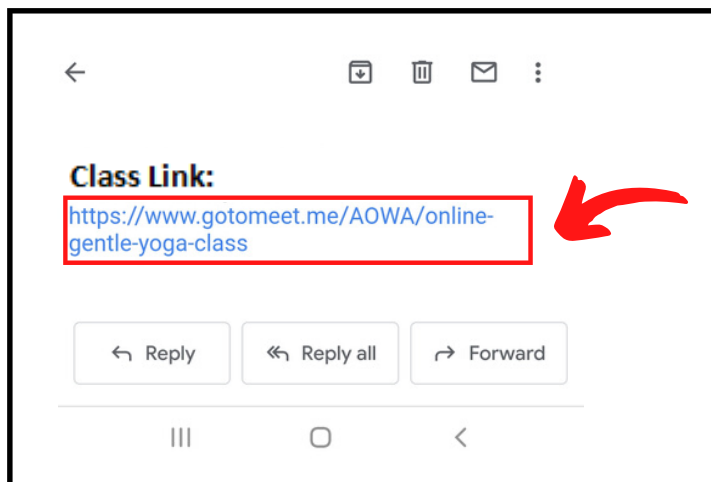 Class Link:
https://www.gotomeet.me/AOWA/online-
gentle-yoga-class
Reply
Reply all
Forward